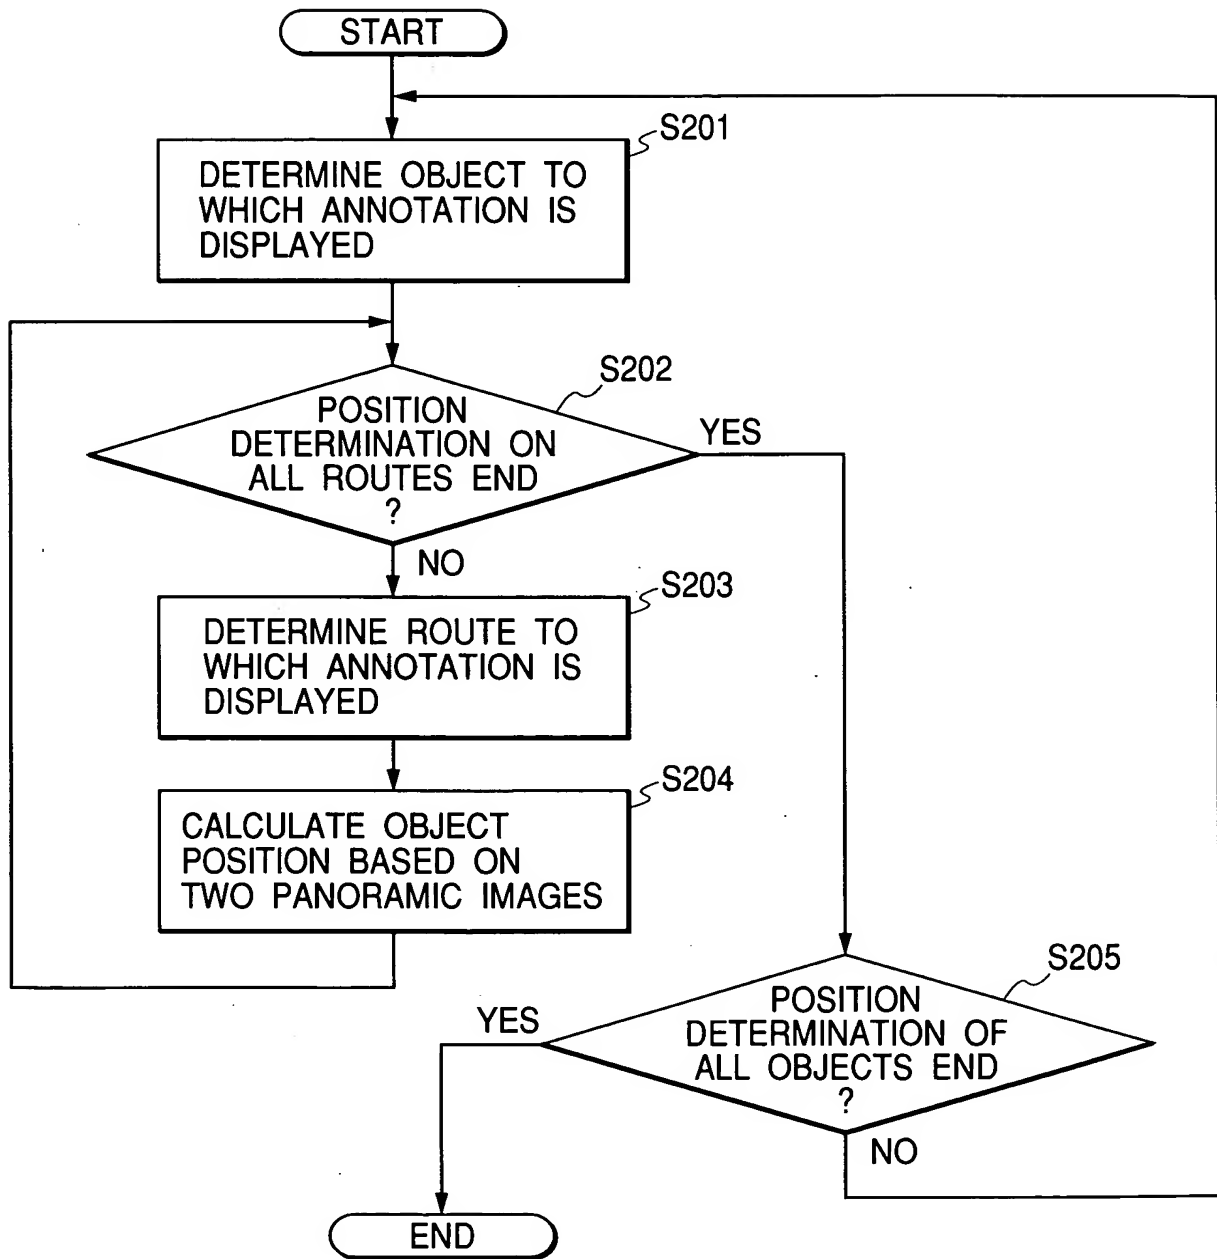 START
S201
DETERMINE OBJECT TO
WHICH ANNOTATION IS
DISPLAYED
S202
POSITION
DETERMINATION ON
ALL ROUTES END
?
YES
NO
S203
DETERMINE ROUTE TO
WHICH ANNOTATION IS
DISPLAYED
S204
CALCULATE OBJECT
POSITION BASED ON
TWO PANORAMIC IMAGES
S205
POSITION
DETERMINATION OF
ALL OBJECTS END
?
YES
NO
END